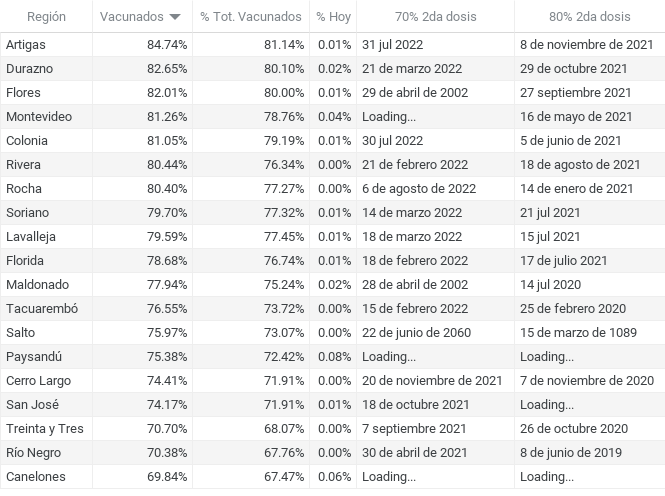 Región Vacunados % Tot. Vacunados % Hoy 70% 2da dosis 80% 2da dosis
Artigas 84.74% 81.14% 0.01% 31 jul 2022 8 de noviembre de 2021
Durazno 82.65% 80.10% 0.02% 21 de marzo 2022 29 de octubre 2021
Flores 82.01% 80.00% 0.01% 29 de abril de 2002 27 septiembre 2021
Montevideo 81.26% 78.76% 0.04% Loading... 16 de mayo de 2021
Colonia 81.05% 79.19% 0.01% 30 jul 2022 5 de junio de 2021
Rivera 80.44% 76.34% 0.00% 21 de febrero 2022 18 de agosto de 2021
Rocha 80.40% 77.27% 0.00% 6 de agosto de 2022 14 de enero de 2021
Soriano 79.70% 77.32% 0.01% 14 de marzo 2022 21 jul 2021
Lavalleja 79.59% 77.45% 0.01% 18 de marzo 2022 15 jul 2021
Florida 78.68% 76.74% 0.01% 18 de febrero 2022 17 de julio 2021
Maldonado 77.94% 75.24% 0.02% 28 de abril de 2002 14 jul 2020
Tacuarembó 76.55% 73.72% 0.00% 15 de febrero 2022 25 de febrero 2020
Salto 75.97% 73.07% 0.00% 22 de junio de 2060 15 de marzo de 1089
Paysandú 75.38% 72.42% 0.08% Loading... Loading...
Cerro Largo 74.41% 71.91% 0.00% 20 de noviembre de 2021 7 de noviembre de 2020
San José 74.17% 71.91% 0.01% 18 de octubre 2021 Loading...
Treinta y Tres 70.70% 68.07% 0.00% 7 septiembre 2021 26 de octubre 2020
Río Negro 70.38% 67.76% 0.00% 30 de abril de 2021 8 de junio de 2019
Canelones 69.84% 67.47% 0.06% Loading... Loading...